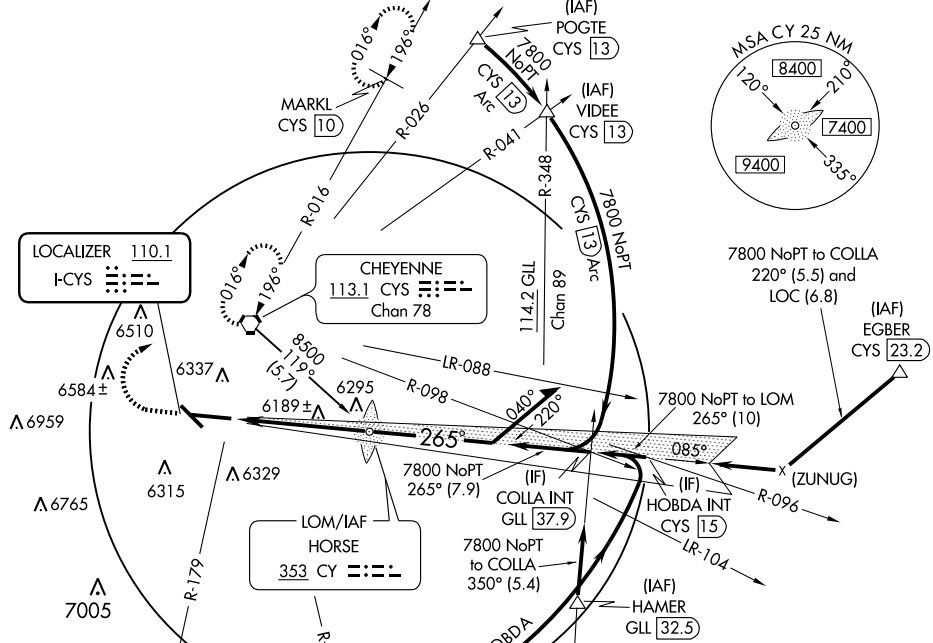 (IAF)
POGTE
CYS 13
7800
NoPT
CYS 13
Arc
016°
196°
MARKL
CYS 10
R-026
(IAF)
VIDEE
CYS 13
R-041
R-348
R-016
MSA CY 25 NM
8400
120°
210°
7400
9400
335°
LOCALIZER 110.1
I-CYS
016°
196°
CHEYENNE
113.1 CYS
Chan 78
114.2 GLL
Chan 89
7800 NoPT
CYS 13 Arc
7800 NoPT to COLLA
220° (5.5) and
LOC (6.8)
(IAF)
EGBER
CYS 23.2
6510
8500
119°
(5.7)
LR-088
R-098
6584 ±
6337
6295
6189 ±
040°
220°
7800 NoPT to LOM
265° (10)
6959
265°
085°
6315
6329
7800 NoPT
265° (7.9)
(IF)
COLLA INT
GLL 37.9
(IF)
HOBDA INT
CYS 15
(ZUNUG)
R-096
6765
LOM/IAF
HORSE
353 CY
7800 NoPT
to COLLA
350° (5.4)
LR-104
R-179
7005
(IAF)
HAMER
GLL 32.5
HOBDA
R-